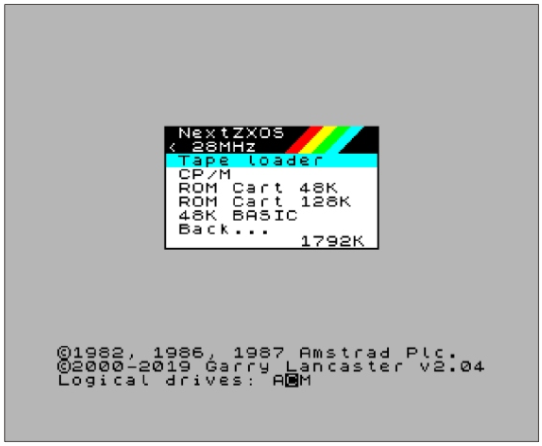 NextZXOS
< 28MHz
Tape loader
CP/M
ROM Cart 48K
ROM Cart 128K
48K BASIC
Back...
1792K
©1982, 1986, 1987 Amstrad Plc.
©2000-2019 Garry Lancaster v2.04
Logical drives: ACM